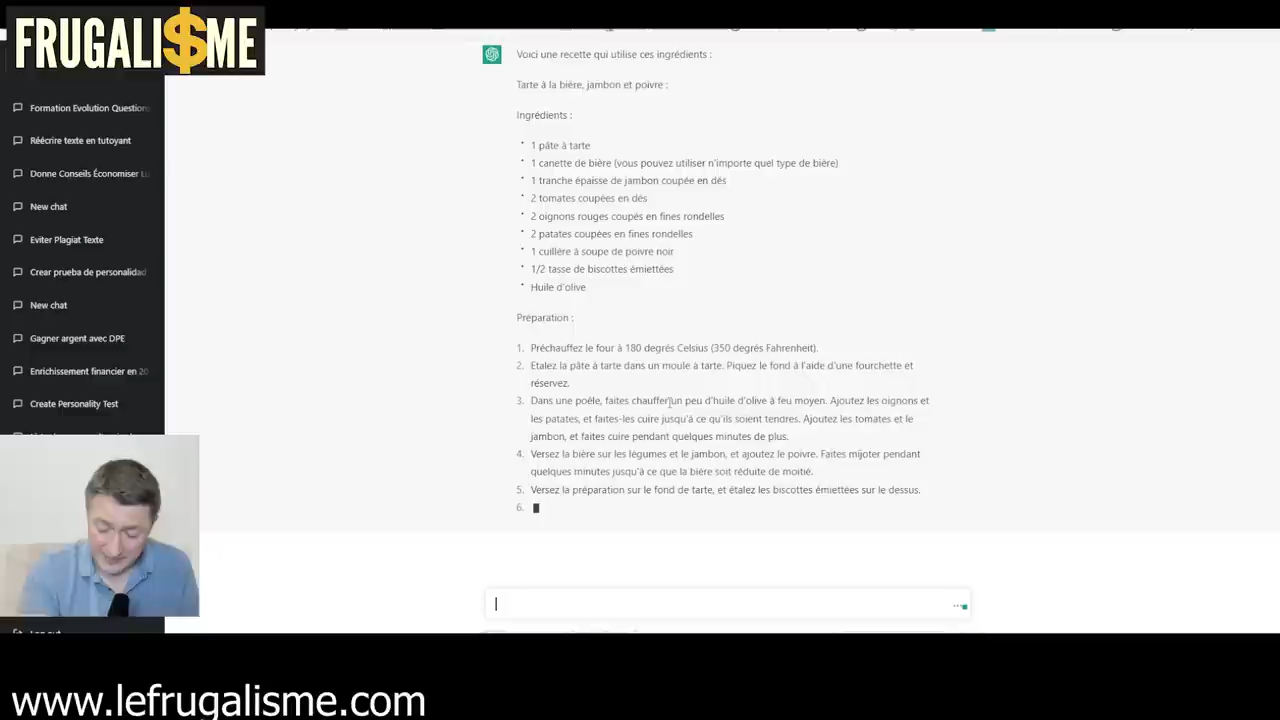 FRUGALI$ME
Formation Evolution Question
Réécrire texte en tutoyant
Donne Conseils Économiser Lu
New chat
Eviter Plagiat Texte
Crear prueba de personalidad
New chat
Gagner argent avec DPE
Enrichissement financier en 20
Create Personality Test
Voici une recette qui utilise ces ingrédients :
Tarte à la bière, jambon et poivre :
Ingrédients :
• 1 pâte à tarte
• 1 canette de bière (vous pouvez utiliser n'importe quel type de bière)
• 1 tranche épaisse de jambon coupée en dés
• 2 tomates coupées en dés
• 2 oignons rouges coupés en fines rondelles
• 2 patates coupées en fines rondelles
• 1 cuillère à soupe de poivre noir
• 1/2 tasse de biscottes émiettées
• Huile d'olive
Préparation :
1. Préchauffez le four à 180 degrés Celsius (350 degrés Fahrenheit).
2. Etalez la pâte à tarte dans un moule à tarte. Piquez le fond à l'aide d'une fourchette et
réservez.
3. Dans une poêle, faites chauffer un peu d'huile d'olive à feu moyen. Ajoutez les oignons et
les patates, et faites-les cuire jusqu'à ce qu'ils soient tendres. Ajoutez les tomates et le
jambon, et faites cuire pendant quelques minutes de plus.
4. Versez la bière sur les légumes et le jambon, et ajoutez le poivre. Faites mijoter pendant
quelques minutes jusqu'à ce que la bière soit réduite de moitié.
5. Versez la préparation sur le fond de tarte, et étalez les biscottes émiettées sur le dessus.
6.
www.lefrugalisme.com